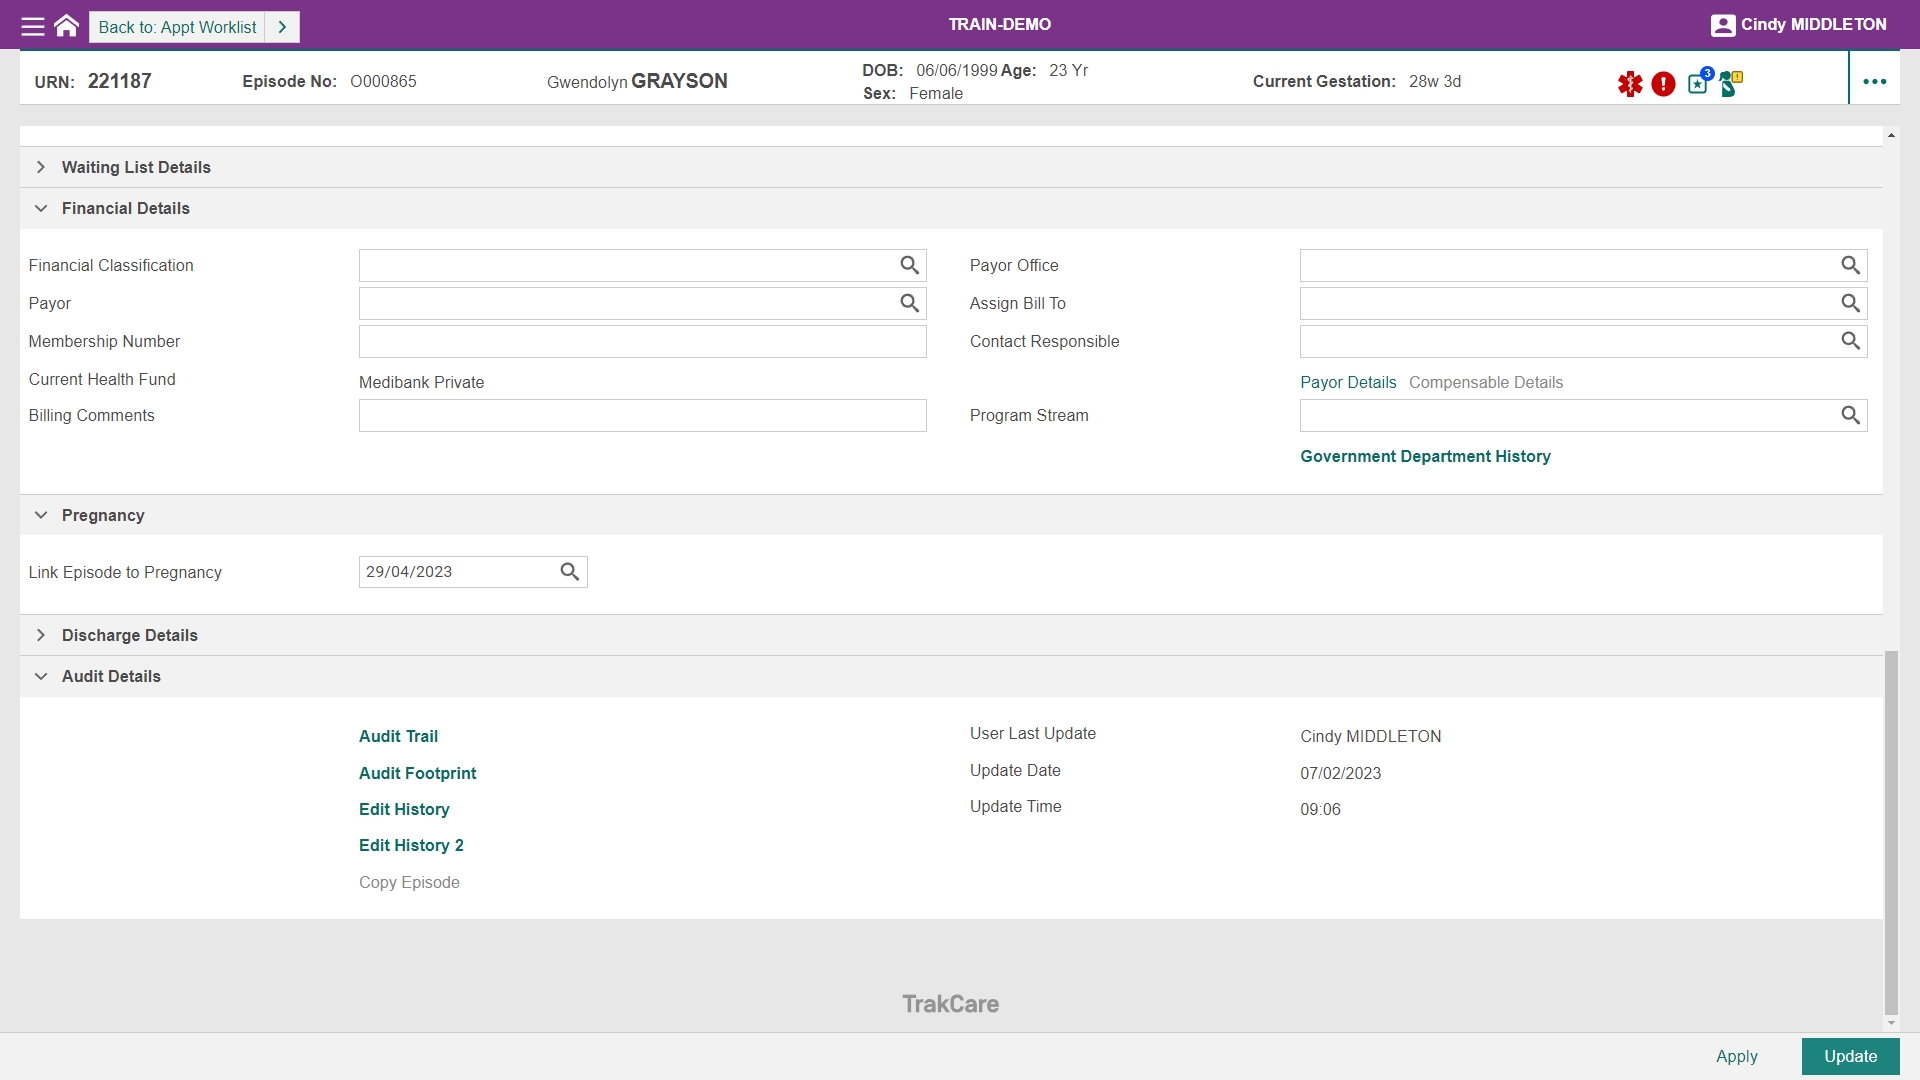 Back to: Appt Worklist
TRAIN-DEMO
Cindy MIDDLETON
URN: 221187 Episode No: O000865 Gwendolyn GRAYSON DOB: 06/06/1999 Age: 23 Yr Current Gestation: 28w 3d 3
Sex: Female
Waiting List Details
Financial Details
Financial Classification Payor Office
Payor Assign Bill To
Membership Number Contact Responsible
Current Health Fund Medibank Private Payor Details Compensable Details
Billing Comments Program Stream
Government Department History
Pregnancy
Link Episode to Pregnancy 29/04/2023
Discharge Details
Audit Details
Audit Trail User Last Update Cindy MIDDLETON
Audit Footprint Update Date 07/02/2023
Edit History Update Time 09:06
Edit History 2
Copy Episode
TrakCare
Apply Update